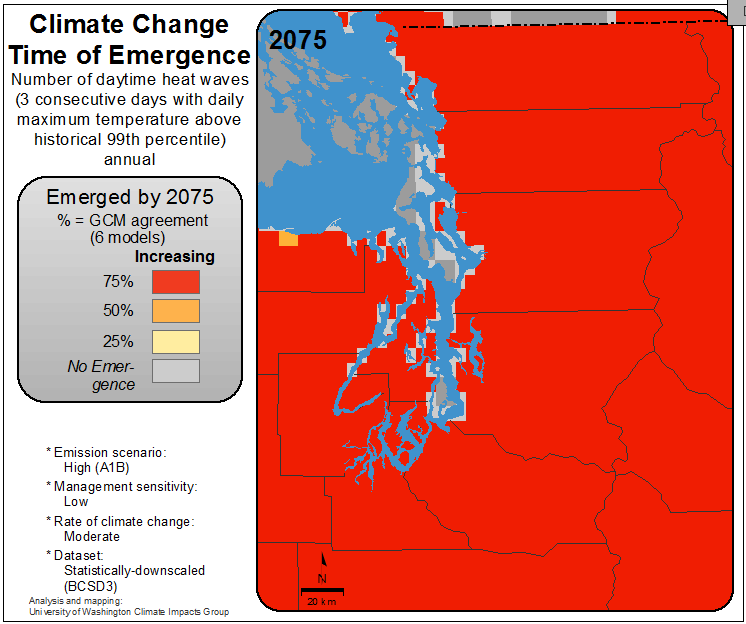 Climate Change
Time of Emergence
Number of daytime heat waves
(3 consecutive days with daily
maximum temperature above
historical 99th percentile)
annual
Emerged by 2075
% = GCM agreement
(6 models)
Increasing
75%
50%
25%
No Emer-
gence
* Emission scenario:
High (A1B)
* Management sensitivity:
Low
* Rate of climate change:
Moderate
* Dataset:
Statistically-downscaled
(BCSD3)
Analysis and mapping:
University of Washington Climate Impacts Group
2075
N
20 km